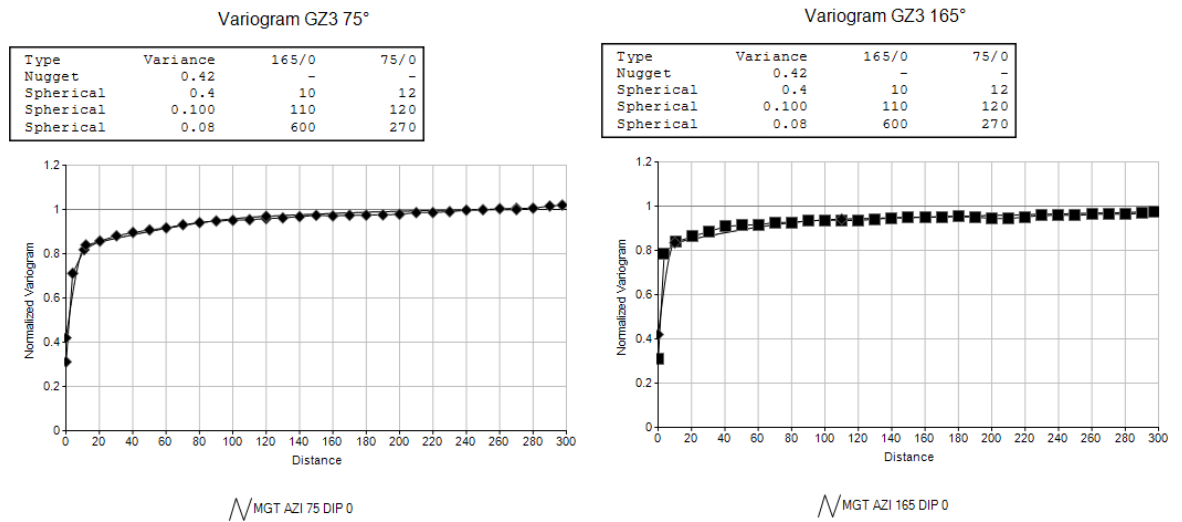 Variogram GZ3 75°
Type Variance 165/0 75/0
Nugget 0.42 - -
Spherical 0.4 10 12
Spherical 0.100 110 120
Spherical 0.08 600 270
1.2
1
0.8
0.6
0.4
0.2
0
Normalized Variogram
0 20 40 60 80 100 120 140 160 180 200 220 240 260 280 300
Distance
MGT AZI 75 DIP 0
Variogram GZ3 165°
Type Variance 165/0 75/0
Nugget 0.42 - -
Spherical 0.4 10 12
Spherical 0.100 110 120
Spherical 0.08 600 270
1.2
1
0.8
0.6
0.4
0.2
0
Normalized Variogram
0 20 40 60 80 100 120 140 160 180 200 220 240 260 280 300
Distance
MGT AZI 165 DIP 0